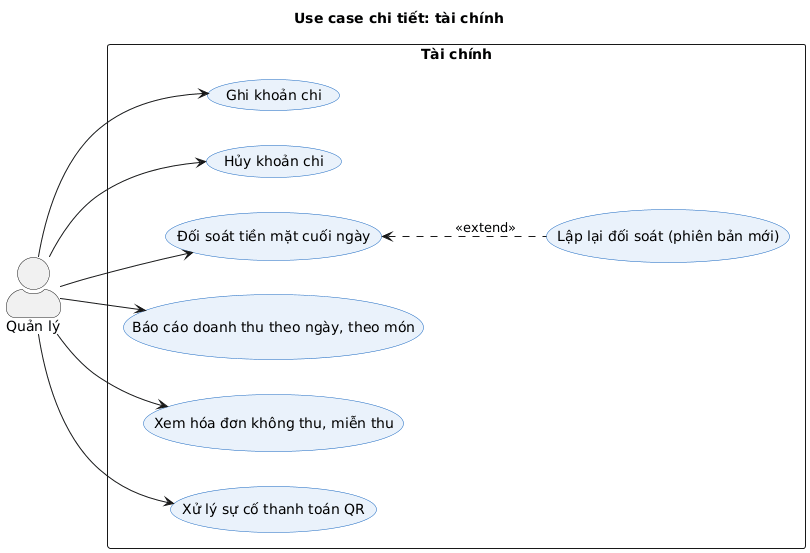 Use case chi tiết: tài chính
Tài chính
Ghi khoản chi
Hủy khoản chi
Đối soát tiền mặt cuối ngày
«extend»
Lập lại đối soát (phiên bản mới)
Quản lý
Báo cáo doanh thu theo ngày, theo món
Xem hóa đơn không thu, miễn thu
Xử lý sự cố thanh toán QR